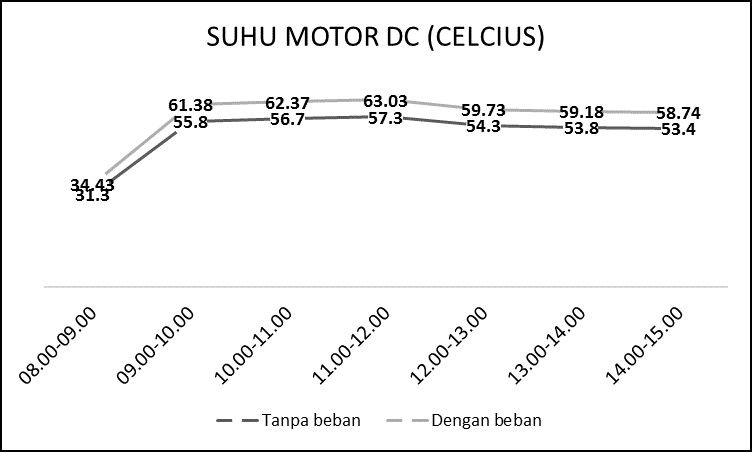 SUHU MOTOR DC (CELCIUS)
61.38 62.37 63.03 59.73 59.18 58.74
55.8 56.7 57.3 54.3 53.8 53.4
34.43
31.3
08.00-09.00 09.00-10.00 10.00-11.00 11.00-12.00 12.00-13.00 13.00-14.00 14.00-15.00
Tanpa beban Dengan beban